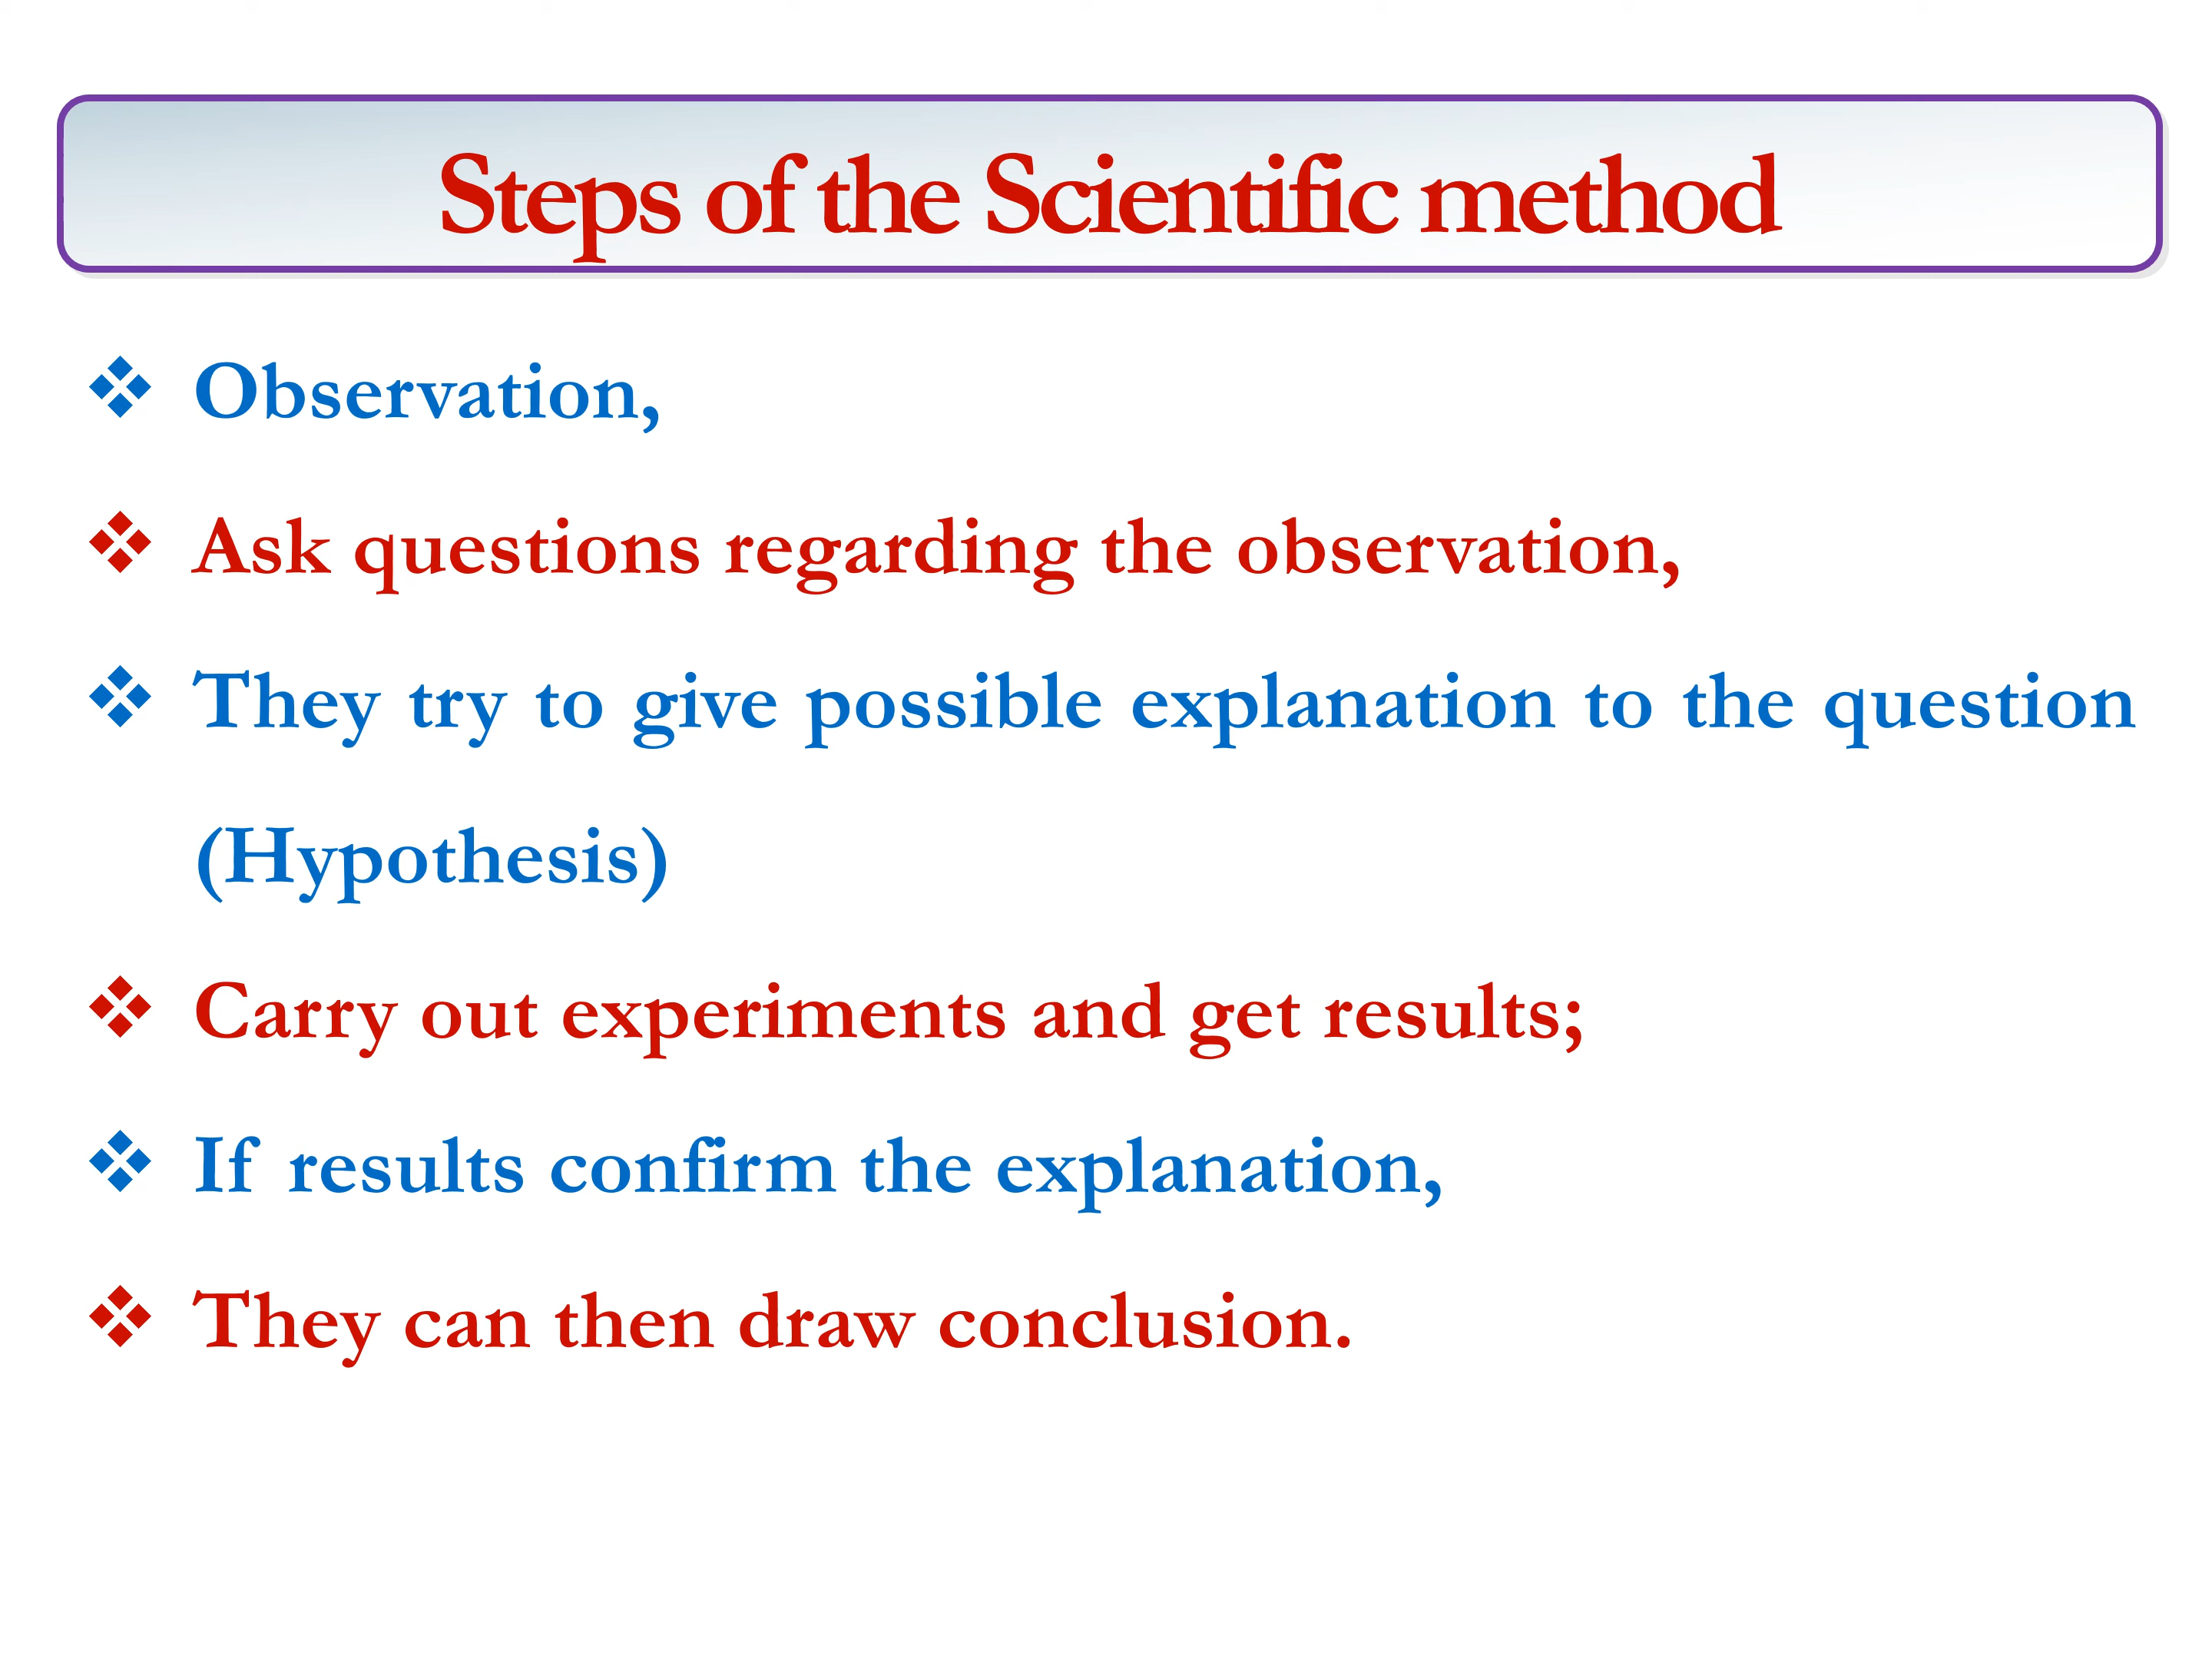 Steps of the Scientific method
❖ Observation,
❖ Ask questions regarding the observation,
❖ They try to give possible explanation to the question
(Hypothesis)
❖ Carry out experiments and get results;
❖ If results confirm the explanation,
❖ They can then draw conclusion.